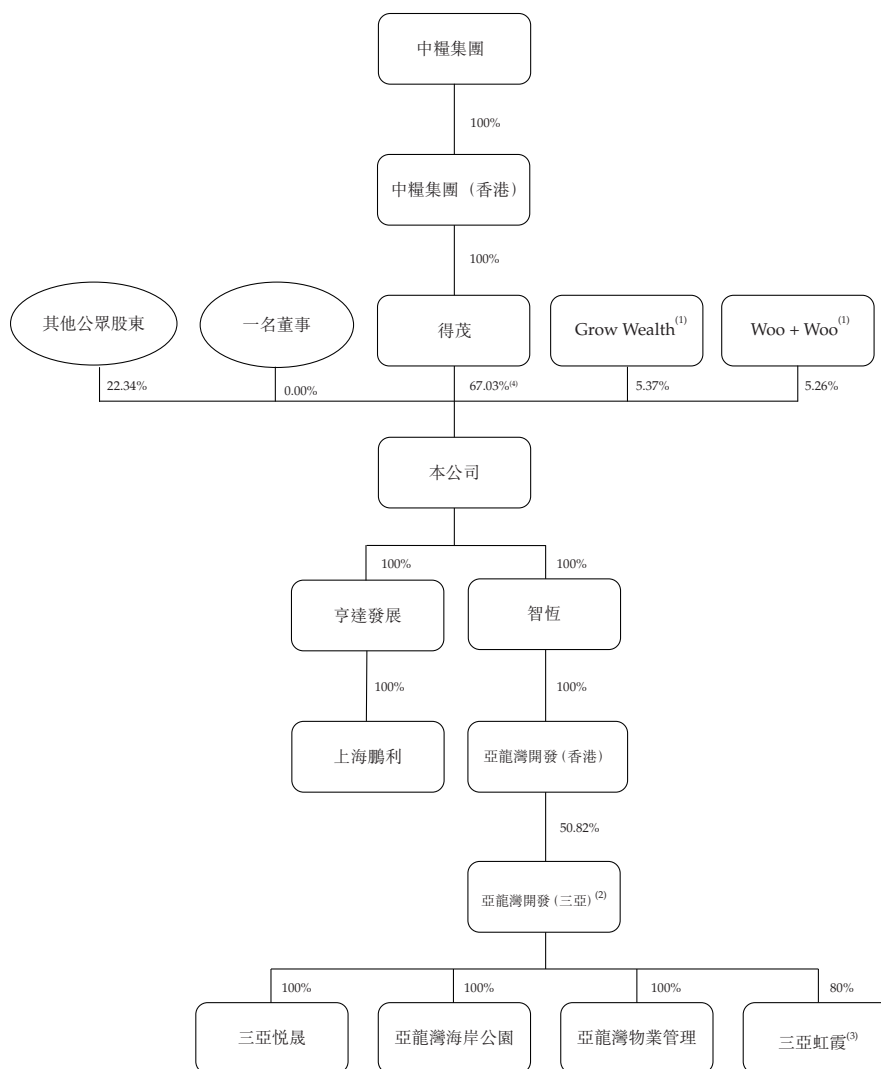 中糧集團
100%
中糧集團（香港）
100%
其他公眾股東
一名董事
得茂
Grow Wealth(1)
Woo + Woo(1)
22.34%
0.00%
67.03%(4)
5.37%
5.26%
本公司
100%
100%
亨達發展
智恆
100%
100%
上海鵬利
亞龍灣開發(香港)
50.82%
亞龍灣開發(三亞)(2)
100%
100%
100%
80%
三亞悅晟
亞龍灣海岸公園
亞龍灣物業管理
三亞虹霞(3)